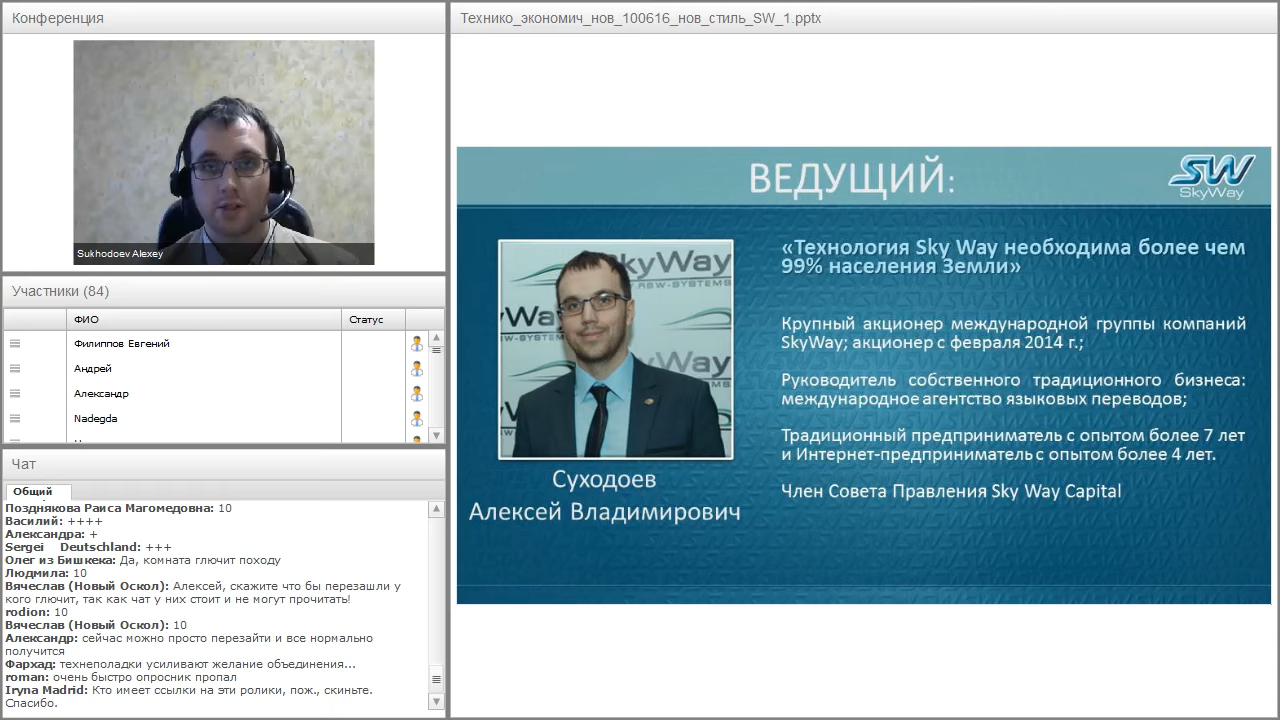 Конференция
Sukhodoev Alexey
Участники (84)
ФИО
Статус
Филиппов Евгений
Андрей
Александр
Nadegda
Чат
Общий
Позднякова Раиса Магомедовна: 10
Василий: ++++
Александра: +
Sergei Deutschland: +++
Олег из Бишкека: Да, комната глючит походу
Людмила: 10
Вячеслав (Новый Оскол): Алексей, скажите что бы перезашли у
кого глючит, так как чат у них стоит и не могут прочитать!
rodion: 10
Вячеслав (Новый Оскол): 10
Александр: сейчас можно просто перезайти и все нормально
получится
Фархад: технеполадки усиливают желание объединения...
roman: очень быстро опросник пропал
Iryna Madrid: Кто имеет ссылки на эти ролики, пож., скиньте.
Спасибо.
Технико_экономич_нов_100616_нов_стиль_SW_1.pptx
ВЕДУЩИЙ:
SW
SkyWay
kyWay
RSW-SYSTEMS
Суходоев
Алексей Владимирович
«Технология Sky Way необходима более чем
99% населения Земли»
Крупный акционер международной группы компаний
SkyWay; акционер с февраля 2014 г.;
Руководитель собственного традиционного бизнеса:
международное агентство языковых переводов;
Традиционный предприниматель с опытом более 7 лет
и Интернет-предприниматель с опытом более 4 лет.
Член Совета Правления Sky Way Capital